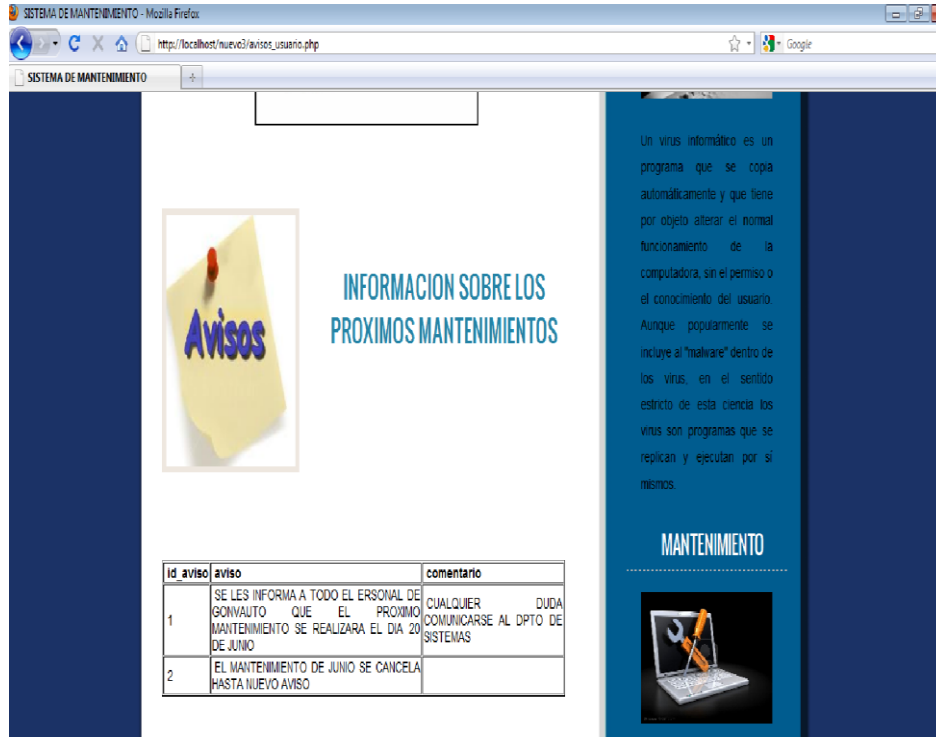 SISTEMA DE MANTENIMIENTO - Mozilla Firefox
http://localhost/nuevo3/avisos_usuario.php
Google
SISTEMA DE MANTENIMIENTO
Avisos
INFORMACION SOBRE LOS
PROXIMOS MANTENIMIENTOS
id_aviso aviso comentario
1 SE LES INFORMA A TODO EL ERSONAL DE
GONVAUTO QUE EL PROXIMO
MANTENIMIENTO SE REALIZARA EL DIA 20
DE JUNIO
CUALQUIER DUDA
COMUNICARSE AL DPTO DE
SISTEMAS
2 EL MANTENIMIENTO DE JUNIO SE CANCELA
HASTA NUEVO AVISO
Un virus informático es un
programa que se copia
automáticamente y que tiene
por objeto alterar el normal
funcionamiento de la
computadora, sin el permiso o
el conocimiento del usuario.
Aunque popularmente se
incluye al "malware" dentro de
los virus, en el sentido
estricto de esta ciencia los
virus son programas que se
replican y ejecutan por sí
mismos.
MANTENIMIENTO